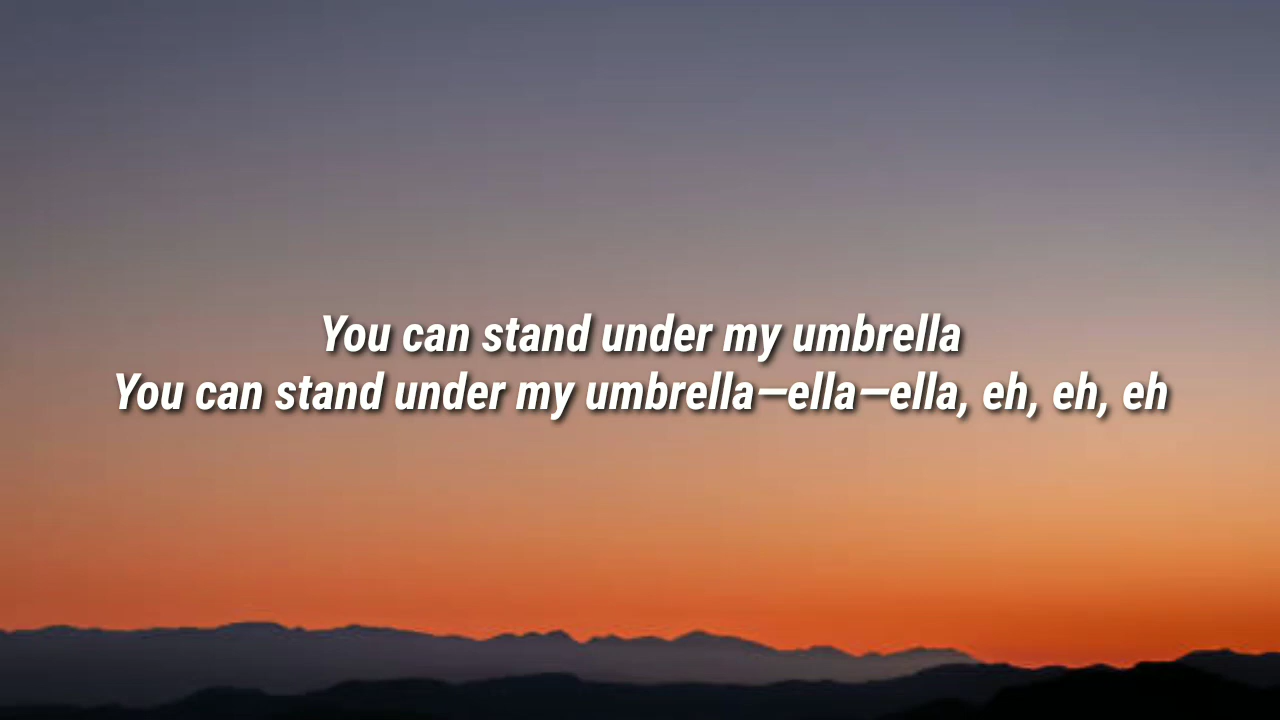 You can stand under my umbrella
You can stand under my umbrella—ella—ella, eh, eh, eh